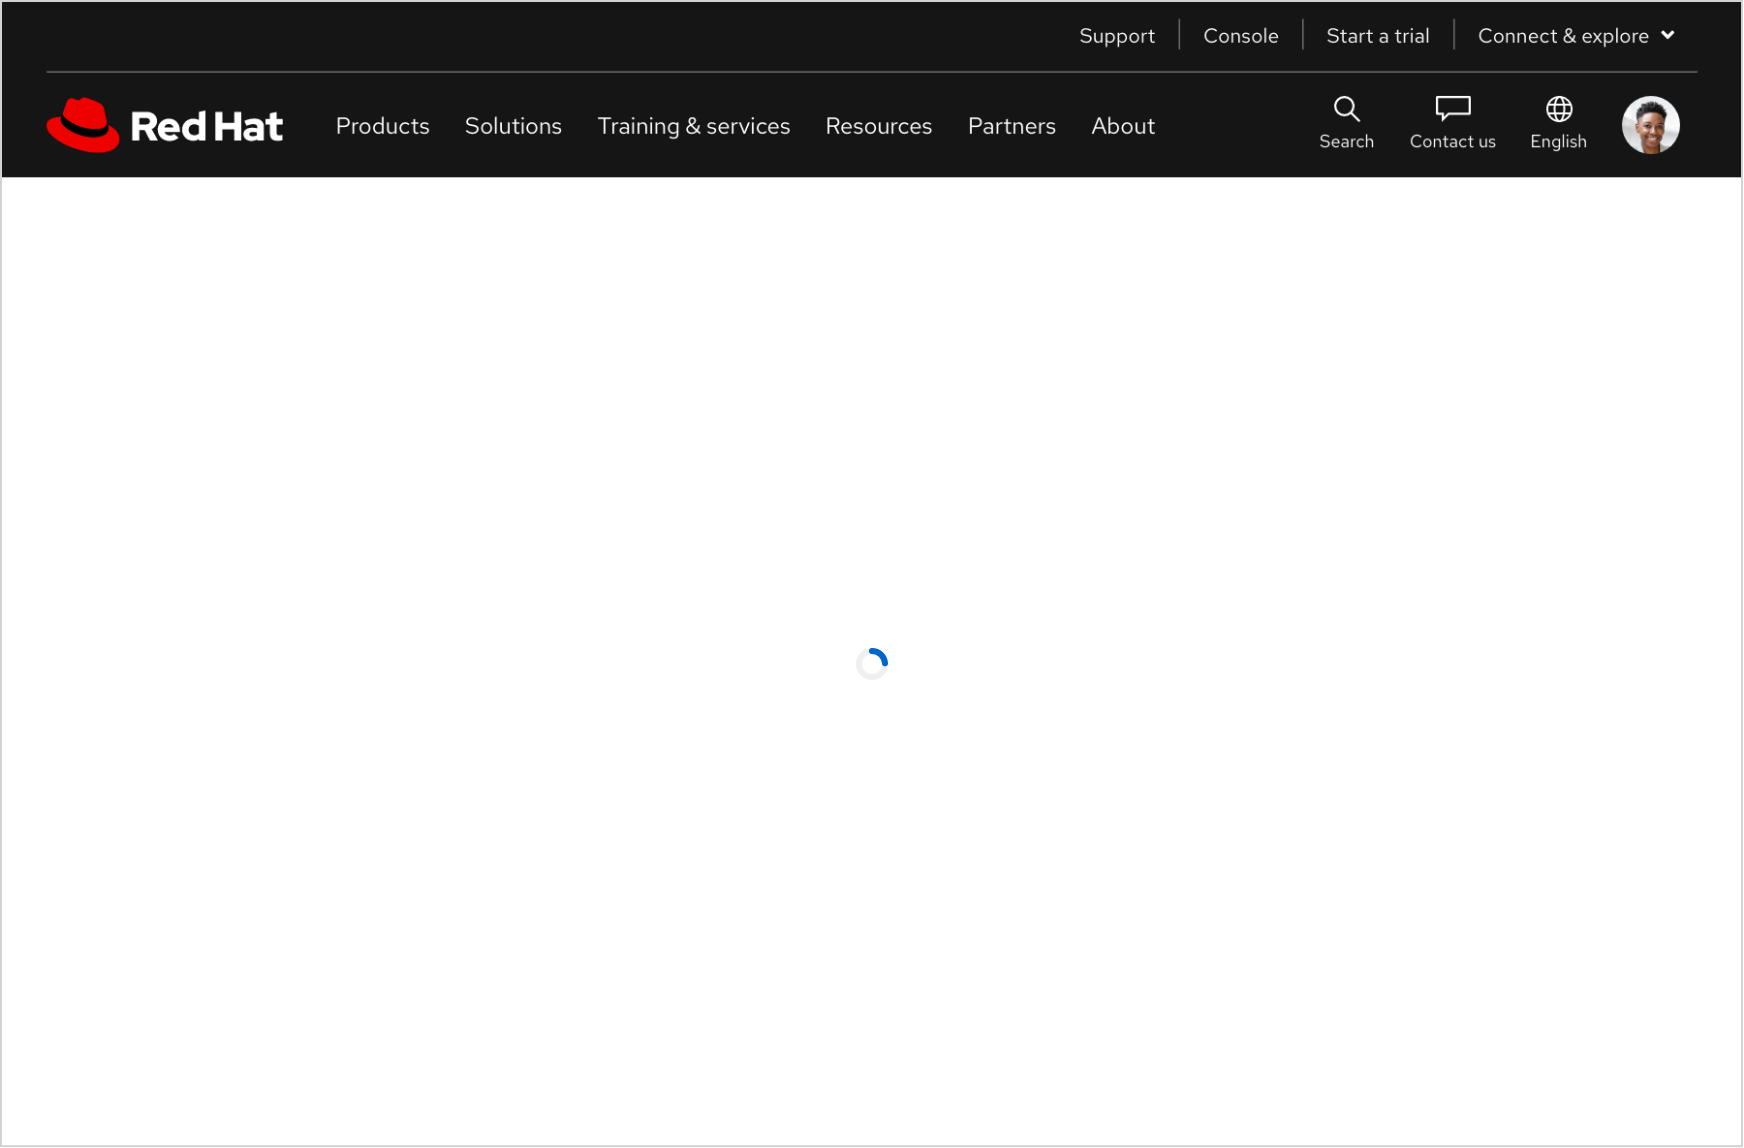 Support Console Start a trial Connect & explore
Red Hat Products Solutions Training & services Resources Partners About
Search Contact us English